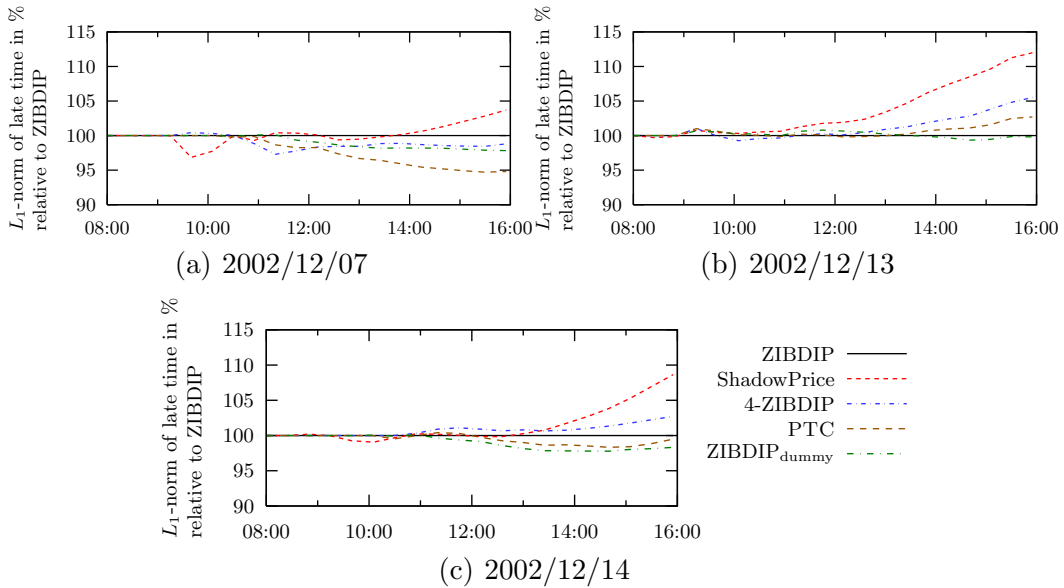 L₁-norm of late time in %
relative to ZIBDIP
115
110
105
100
95
90
08:00 10:00 12:00 14:00 16:00
(a) 2002/12/07
L₁-norm of late time in %
relative to ZIBDIP
115
110
105
100
95
90
08:00 10:00 12:00 14:00 16:00
(b) 2002/12/13
L₁-norm of late time in %
relative to ZIBDIP
115
110
105
100
95
90
08:00 10:00 12:00 14:00 16:00
(c) 2002/12/14
ZIBDIP
ShadowPrice
4-ZIBDIP
PTC
ZIBDIPdummy